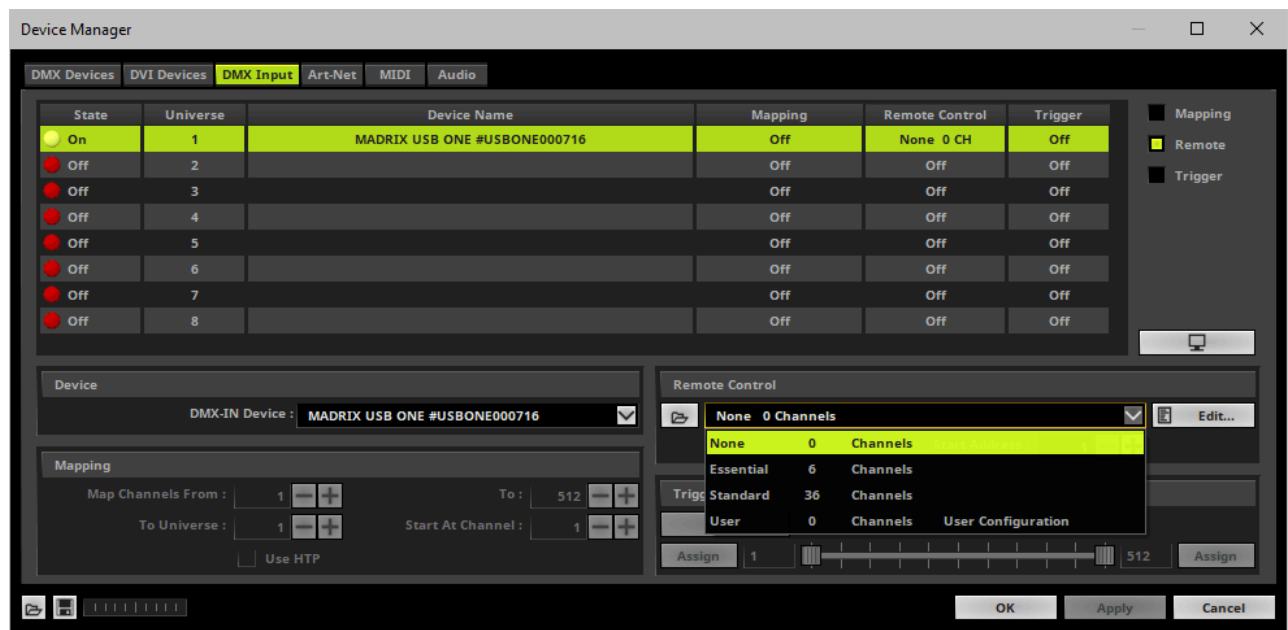 Device Manager
DMX Devices DVI Devices DMX Input Art-Net MIDI Audio
State Universe Device Name Mapping Remote Control Trigger
On 1 MADRIX USB ONE #USBONE000716 Off None 0 CH Off
Off 2 Off Off Off
Off 3 Off Off Off
Off 4 Off Off Off
Off 5 Off Off Off
Off 6 Off Off Off
Off 7 Off Off Off
Off 8 Off Off Off
Mapping
Remote
Trigger
Device
DMX-IN Device : MADRIX USB ONE #USBONE000716
Mapping
Map Channels From : 1 To : 512
To Universe : 1 Start At Channel : 1
Use HTP
Remote Control
None 0 Channels Edit...
None 0 Channels
Essential 6 Channels
Standard 36 Channels
User 0 Channels User Configuration
Assign 1 512 Assign
OK Apply Cancel